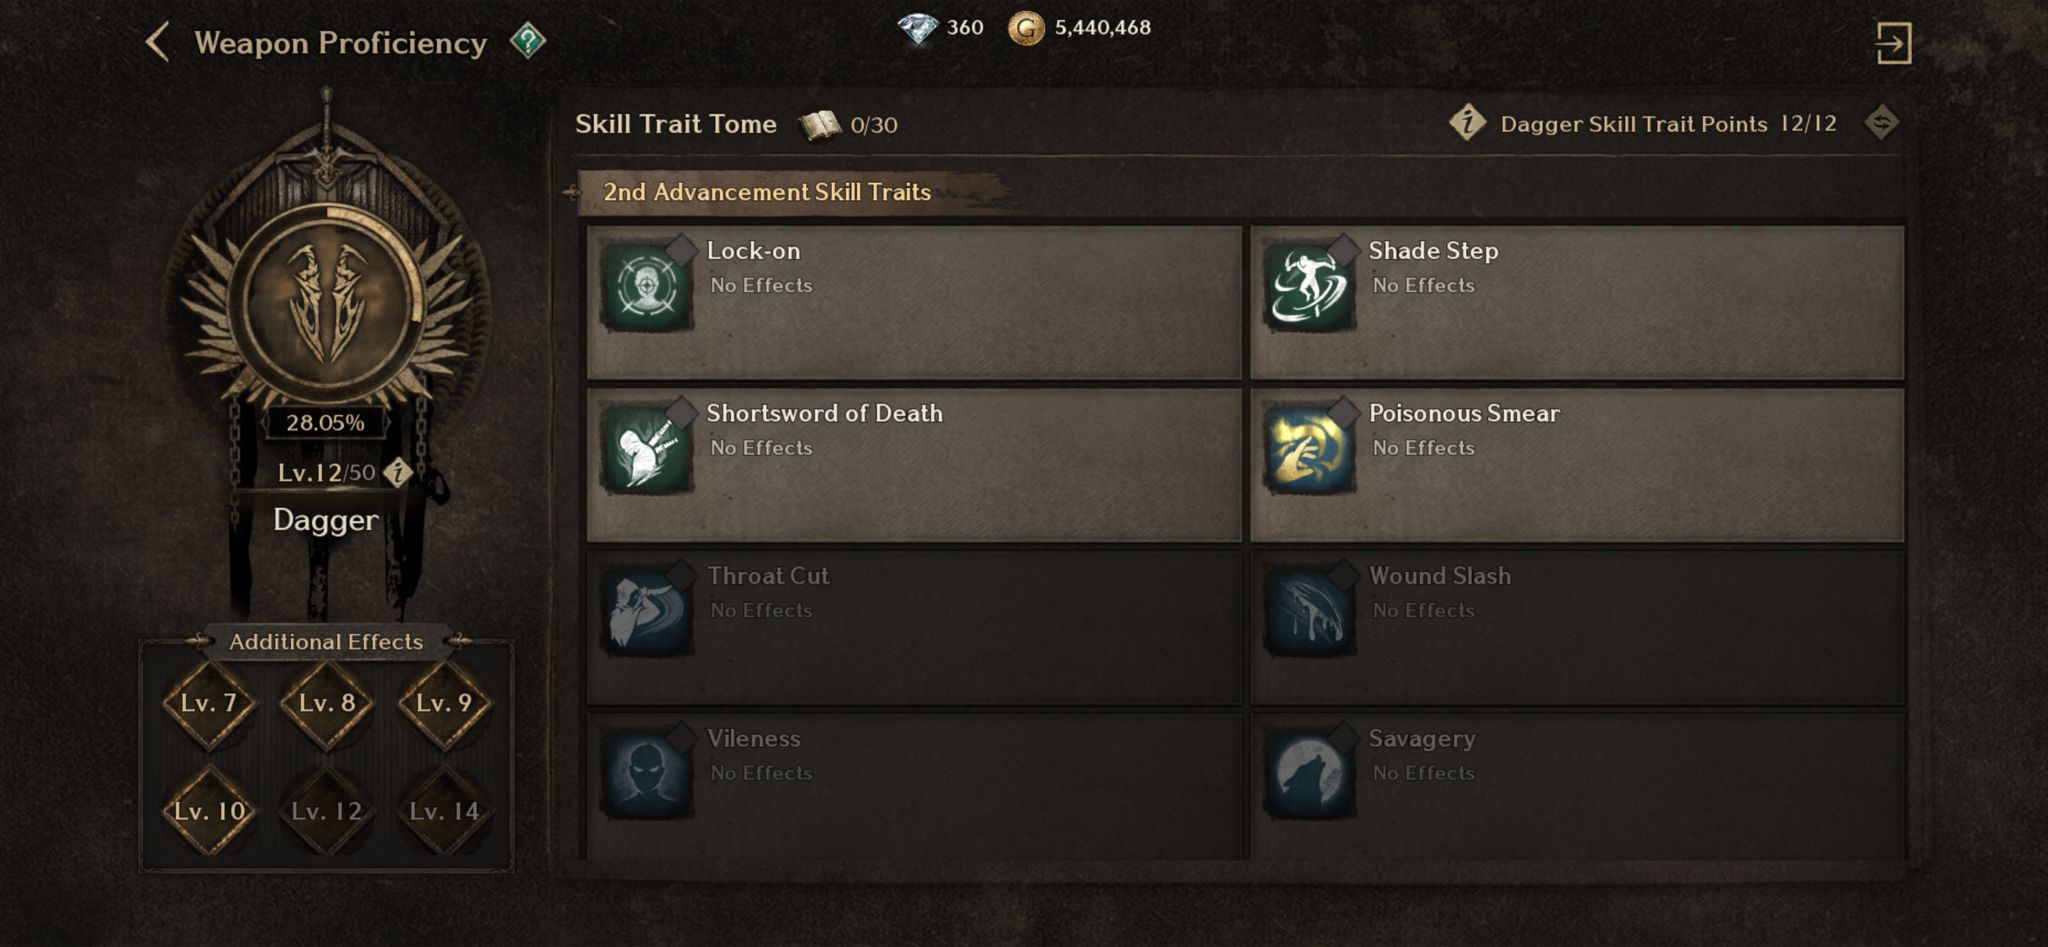 Weapon Proficiency
360 5,440,468
Skill Trait Tome 0/30
Dagger Skill Trait Points 12/12
2nd Advancement Skill Traits
Lock-on
No Effects
Shade Step
No Effects
Shortsword of Death
No Effects
Poisonous Smear
No Effects
Throat Cut
No Effects
Wound Slash
No Effects
Vileness
No Effects
Savagery
No Effects
28.05%
Lv.12/50
Dagger
Additional Effects
Lv. 7 Lv. 8 Lv. 9
Lv. 10 Lv. 12 Lv. 14